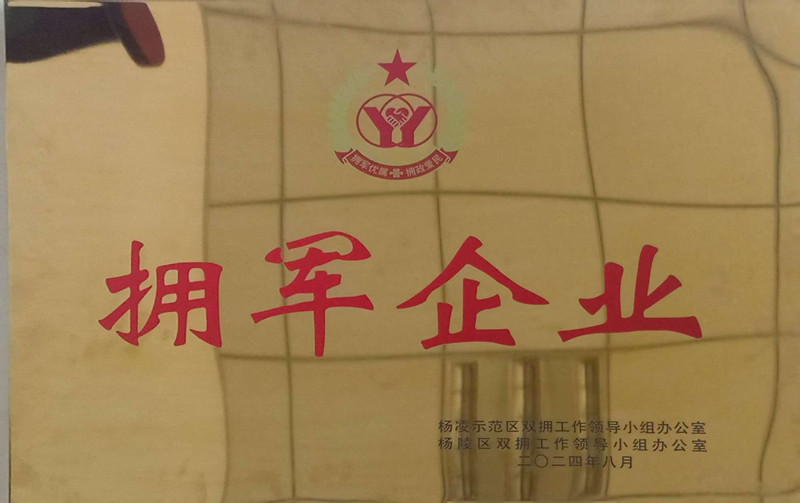 拥军优属 拥政爱民
拥军企业
杨凌示范区双拥工作领导小组办公室
杨陵区双拥工作领导小组办公室
二〇二四年八月